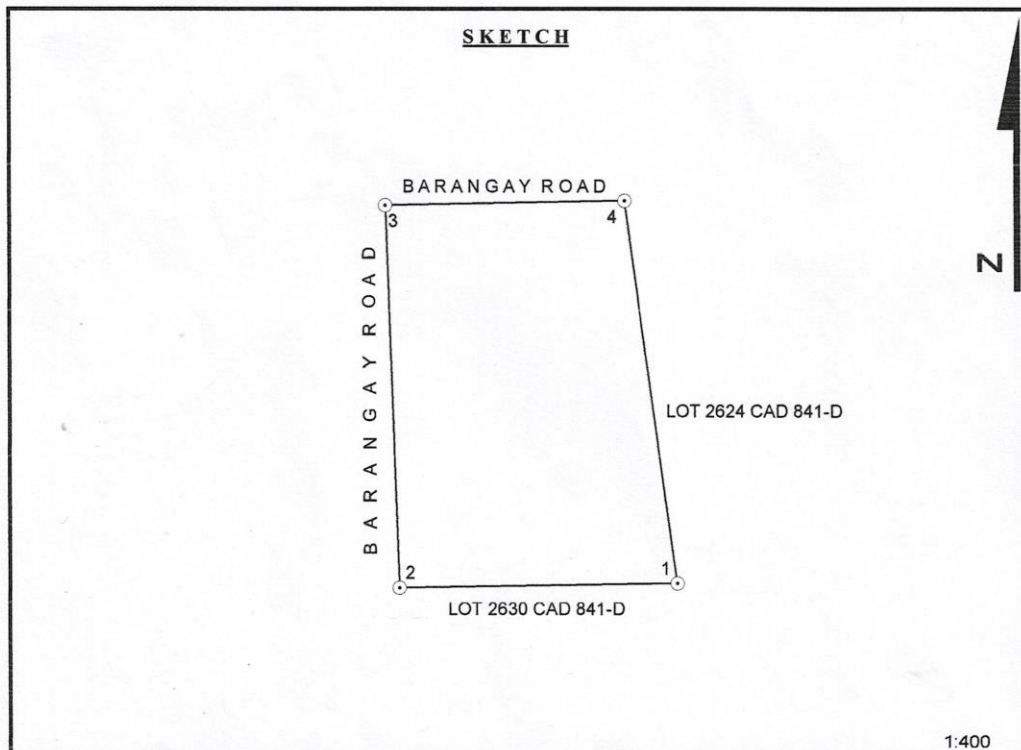 SKETCH
BARANGAY ROAD
3
4
BARANGAY ROAD
N
LOT 2624 CAD 841-D
2
1
LOT 2630 CAD 841-D
1:400